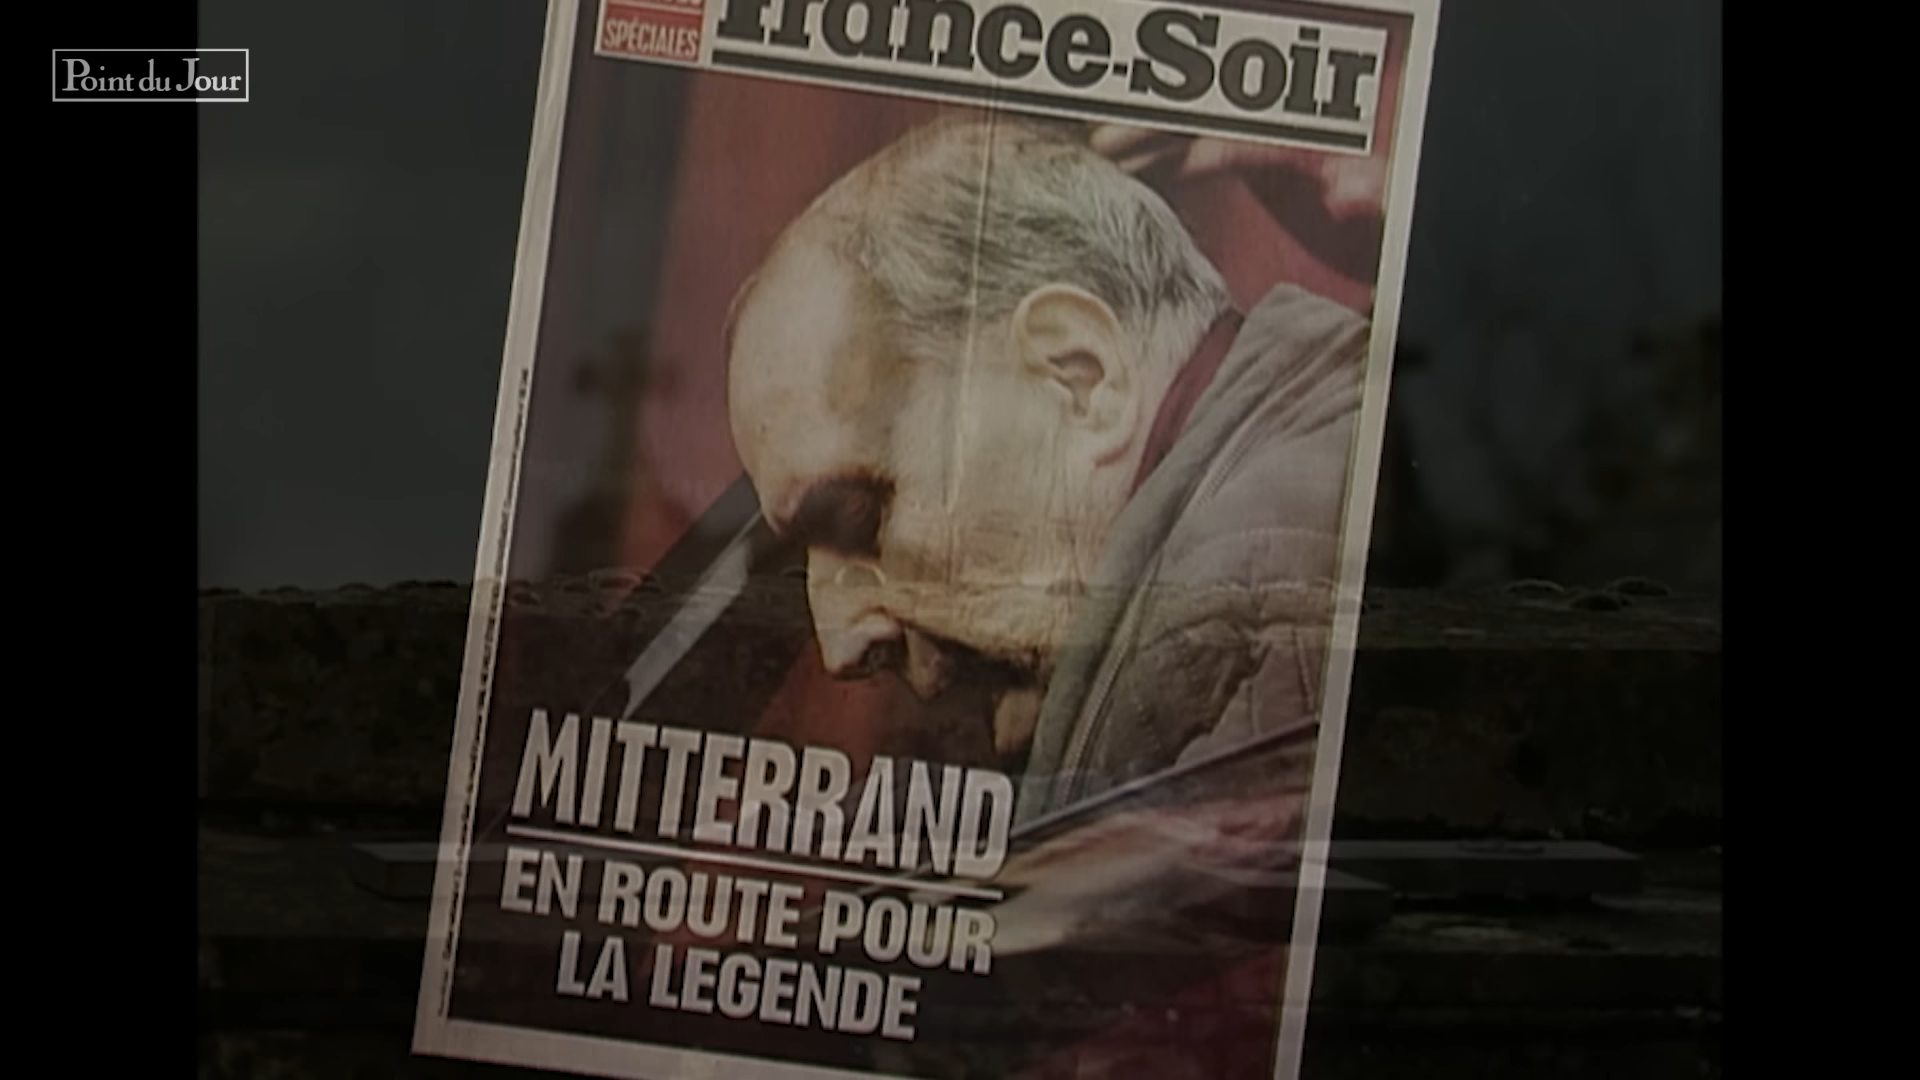 Point du Jour
SPÉCIALES
france-Soir
MITTERRAND
EN ROUTE POUR
LA LEGENDE